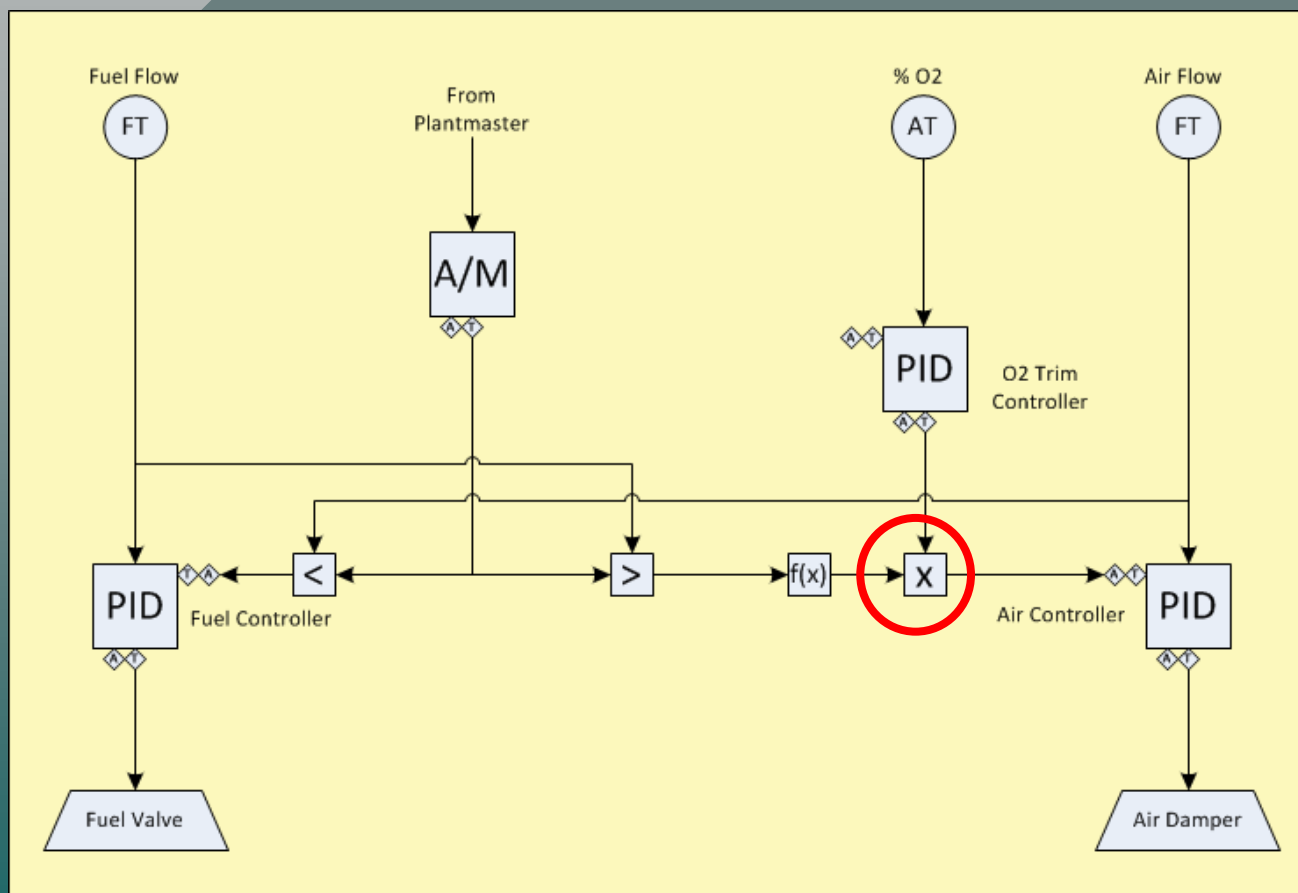 Fuel Flow
FT
From
Plantmaster
% O2
AT
Air Flow
FT
A/M
A T
A T
PID
O2 Trim
Controller
A T
PID
T A
<
>
f(x)
x
A T
PID
Fuel Controller
Air Controller
A T
A T
Fuel Valve
Air Damper